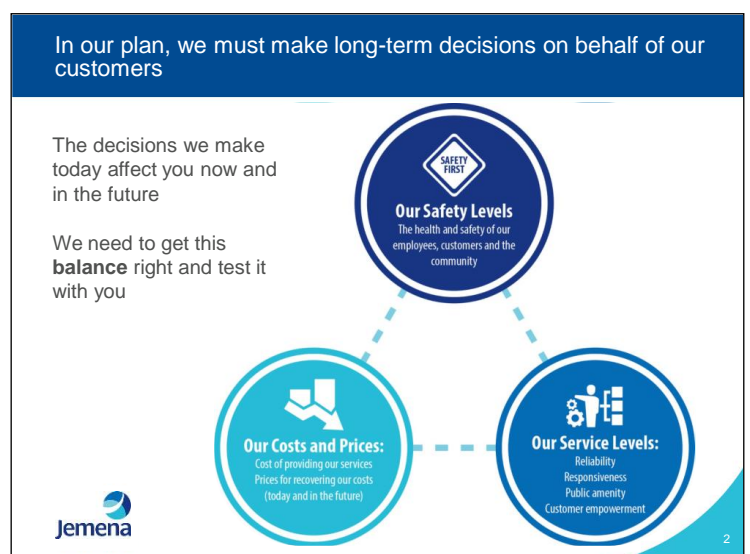 In our plan, we must make long-term decisions on behalf of our
customers
The decisions we make
today affect you now and
in the future
We need to get this
balance right and test it
with you
SAFETY
FIRST
Our Safety Levels
The health and safety of our
employees, customers and the
community
Our Costs and Prices:
Cost of providing our services
Prices for recovering our costs
(today and in the future)
Our Service Levels:
Reliability
Responsiveness
Public amenity
Customer empowerment
Jemena
2